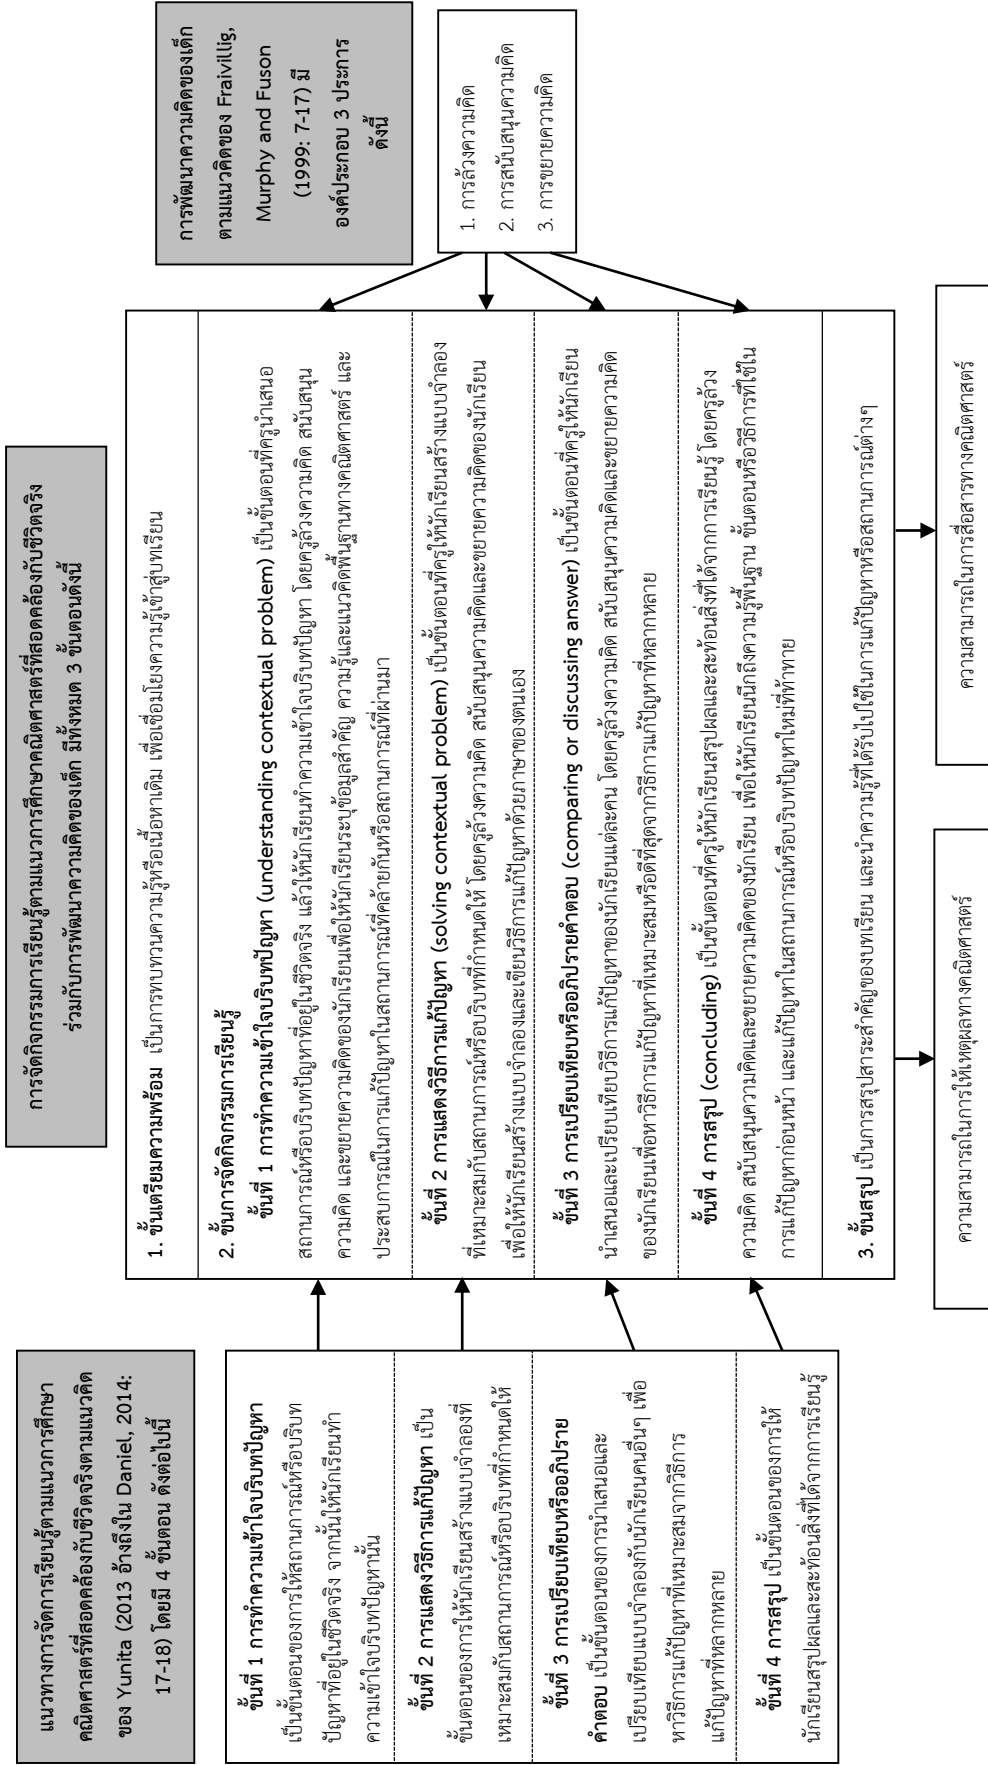 แนวทางการจัดการเรียนรู้ตามแนวการศึกษา
คณิตศาสตร์ที่สอดคล้องกับชีวิตจริงตามแนวคิด
ของ Yunita (2013 อ้างถึงใน Daniel, 2014:
17-18) โดยมี 4 ขั้นตอน ดังต่อไปนี้
ขั้นที่ 1 การทำความเข้าใจบริบทปัญหา
เป็นขั้นตอนของการให้สถานการณ์หรือบริบท
ปัญหาที่อยู่ในชีวิตจริง จากนั้นให้นักเรียนทำ
ความเข้าใจบริบทปัญหานั้น
ขั้นที่ 2 การแสดงวิธีการแก้ปัญหา เป็น
ขั้นตอนของการให้นักเรียนสร้างแบบจำลองที่
เหมาะสมกับสถานการณ์หรือบริบทที่กำหนดให้
ขั้นที่ 3 การเปรียบเทียบหรืออภิปราย
คำตอบ เป็นขั้นตอนของการนำเสนอและ
เปรียบเทียบแบบจำลองกับนักเรียนคนอื่นๆ เพื่อ
หาวิธีการแก้ปัญหาที่เหมาะสมจากวิธีการ
แก้ปัญหาที่หลากหลาย
ขั้นที่ 4 การสรุป เป็นขั้นตอนของการให้
นักเรียนสรุปผลและสะท้อนสิ่งที่ได้จากการเรียนรู้
การจัดกิจกรรมการเรียนรู้ตามแนวการศึกษาคณิตศาสตร์ที่สอดคล้องกับชีวิตจริง
ร่วมกับการพัฒนาความคิดของเด็ก มีทั้งหมด 3 ขั้นตอนดังนี้
1. ขั้นเตรียมความพร้อม เป็นการทบทวนความรู้หรือเนื้อหาเดิม เพื่อเชื่อมโยงความรู้เข้าสู่บทเรียน
2. ขั้นการจัดกิจกรรมการเรียนรู้
ขั้นที่ 1 การทำความเข้าใจบริบทปัญหา (understanding contextual problem) เป็นขั้นตอนที่ครูนำเสนอ
สถานการณ์หรือบริบทปัญหาที่อยู่ในชีวิตจริง แล้วให้นักเรียนทำความเข้าใจบริบทปัญหา โดยครูล้วงความคิด สนับสนุน
ความคิด และขยายความคิดของนักเรียนเพื่อให้นักเรียนระบุข้อมูลสำคัญ ความรู้และแนวคิดพื้นฐานทางคณิตศาสตร์ และ
ประสบการณ์ในการแก้ปัญหาในสถานการณ์ที่คล้ายกันหรือสถานการณ์ที่ผ่านมา
ขั้นที่ 2 การแสดงวิธีการแก้ปัญหา (solving contextual problem) เป็นขั้นตอนที่ครูให้นักเรียนสร้างแบบจำลอง
ที่เหมาะสมกับสถานการณ์หรือบริบทที่กำหนดให้ โดยครูล้วงความคิด สนับสนุนความคิดและขยายความคิดของนักเรียน
เพื่อให้นักเรียนสร้างแบบจำลองและเขียนวิธีการแก้ปัญหาด้วยภาษาของตนเอง
ขั้นที่ 3 การเปรียบเทียบหรืออภิปรายคำตอบ (comparing or discussing answer) เป็นขั้นตอนที่ครูให้นักเรียน
นำเสนอและเปรียบเทียบวิธีการแก้ปัญหาของนักเรียนแต่ละคน โดยครูล้วงความคิด สนับสนุนความคิดและขยายความคิด
ของนักเรียนเพื่อหาวิธีการแก้ปัญหาที่เหมาะสมหรือดีที่สุดจากวิธีการแก้ปัญหาที่หลากหลาย
ขั้นที่ 4 การสรุป (concluding) เป็นขั้นตอนที่ครูให้นักเรียนสรุปผลและสะท้อนสิ่งที่ได้จากการเรียนรู้ โดยครูล้วง
ความคิด สนับสนุนความคิดและขยายความคิดของนักเรียน เพื่อให้นักเรียนนึกถึงความรู้พื้นฐาน ขั้นตอนหรือวิธีการที่ใช้ใน
การแก้ปัญหาก่อนหน้า และแก้ปัญหาในสถานการณ์หรือบริบทปัญหาใหม่ที่ท้าทาย
3. ขั้นสรุป เป็นการสรุปสาระสำคัญของบทเรียน และนำความรู้ที่ได้รับไปใช้ในการแก้ปัญหาหรือสถานการณ์ต่างๆ
การพัฒนาความคิดของเด็ก
ตามแนวคิดของ Fraivillig,
Murphy and Fuson
(1999: 7-17) มี
องค์ประกอบ 3 ประการ
ดังนี้
1. การล้วงความคิด
2. การสนับสนุนความคิด
3. การขยายความคิด
ความสามารถในการให้เหตุผลทางคณิตศาสตร์
ความสามารถในการสื่อสารทางคณิตศาสตร์